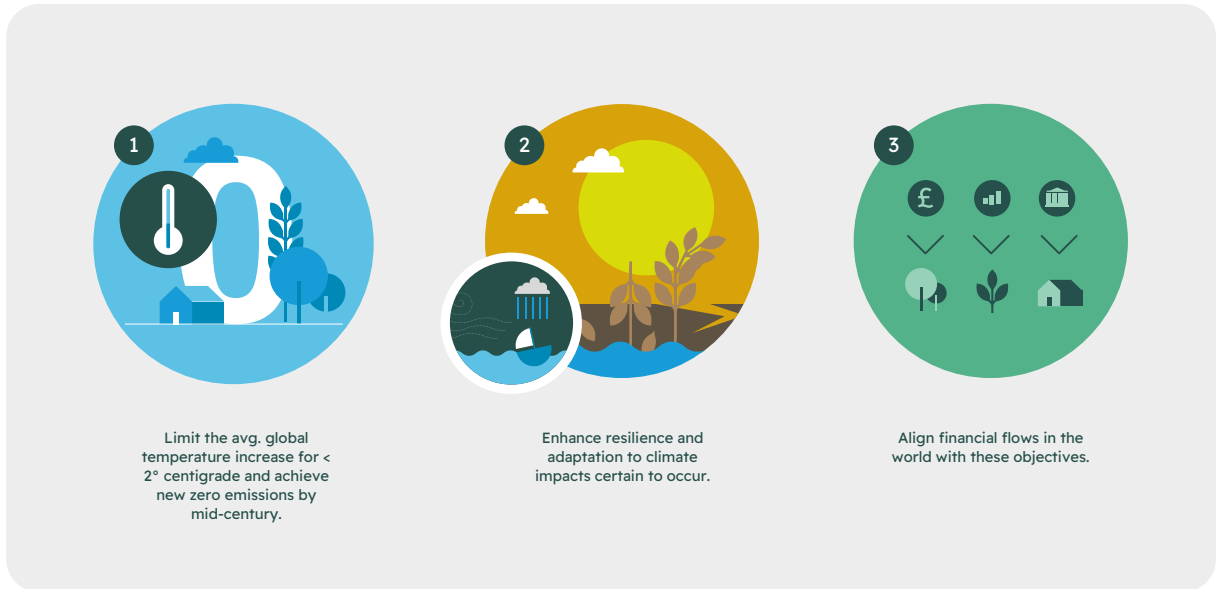 1
0
Limit the avg. global
temperature increase for <
2° centigrade and achieve
new zero emissions by
mid-century.
2
Enhance resilience and
adaptation to climate
impacts certain to occur.
3
£
Align financial flows in the
world with these objectives.